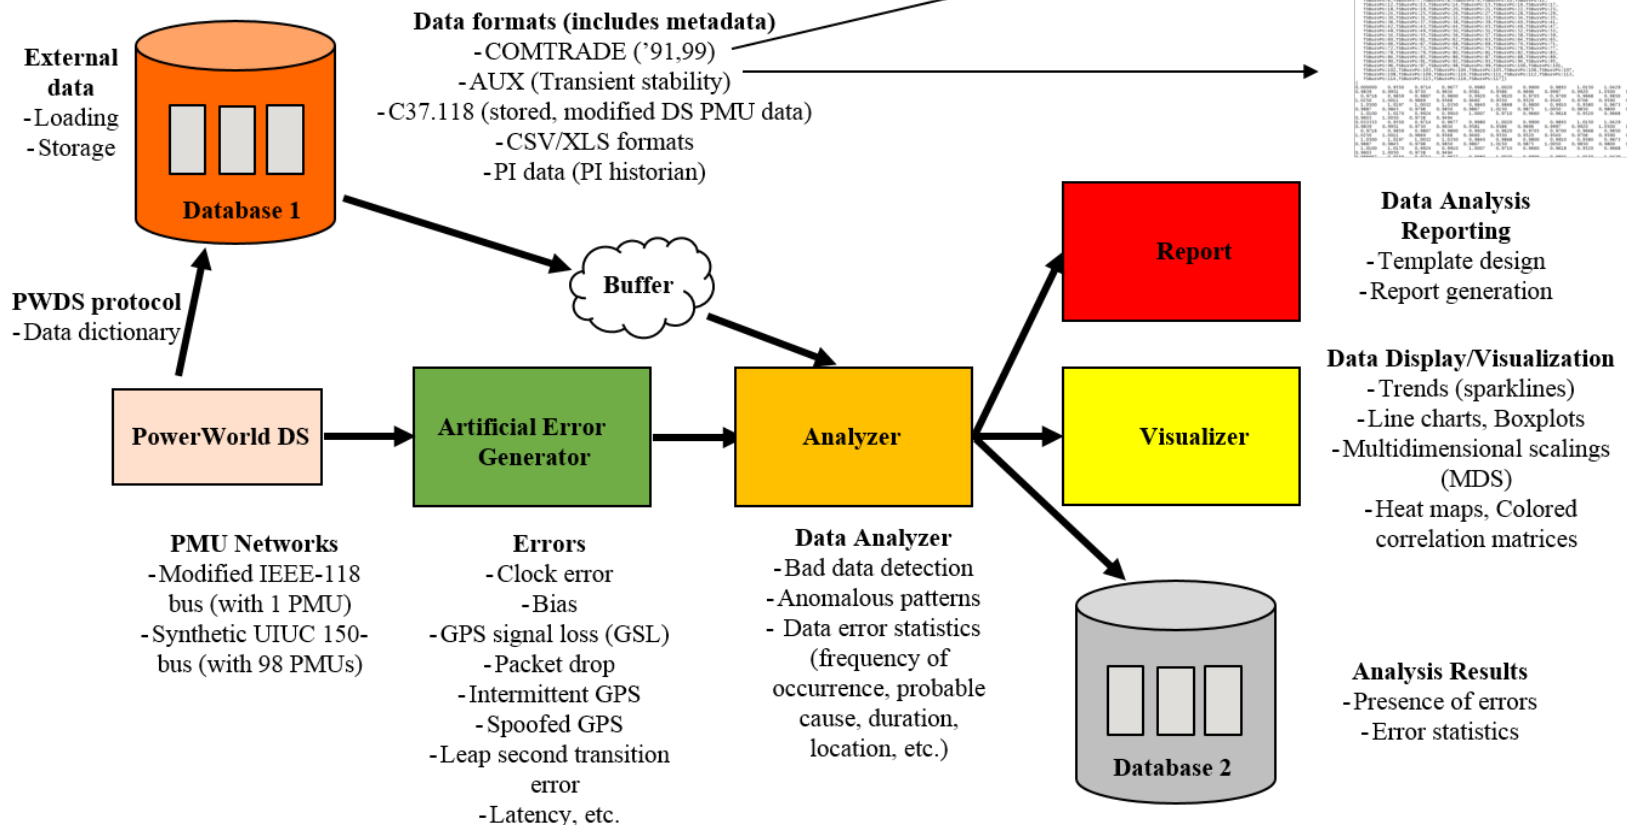 Data formats (includes metadata)
-COMTRADE ('91,99)
-AUX (Transient stability)
-C37.118 (stored, modified DS PMU data)
-CSV/XLS formats
-PI data (PI historian)
External
data
-Loading
-Storage
Database 1
PWDS protocol
-Data dictionary
Buffer
Report
Data Analysis
Reporting
-Template design
-Report generation
PowerWorld DS
Artificial Error
Generator
Analyzer
Visualizer
Data Display/Visualization
-Trends (sparklines)
-Line charts, Boxplots
-Multidimensional scalings
(MDS)
-Heat maps, Colored
correlation matrices
PMU Networks
-Modified IEEE-118
bus (with 1 PMU)
-Synthetic UIUC 150-
bus (with 98 PMUs)
Errors
-Clock error
-Bias
-GPS signal loss (GSL)
-Packet drop
-Intermittent GPS
-Spoofed GPS
-Leap second transition
error
-Latency, etc.
Data Analyzer
-Bad data detection
-Anomalous patterns
- Data error statistics
(frequency of
occurrence, probable
cause, duration,
location, etc.)
Database 2
Analysis Results
-Presence of errors
-Error statistics